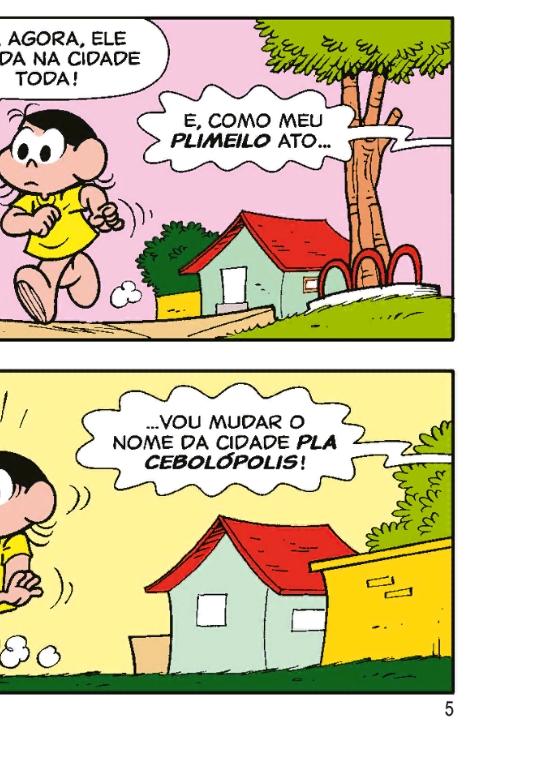 , AGORA, ELE
DA NA CIDADE
TODA!
E, COMO MEU
PLIMEILO ATO...
...VOU MUDAR O
NOME DA CIDADE PLA
CEBOLÓPOLIS!
5